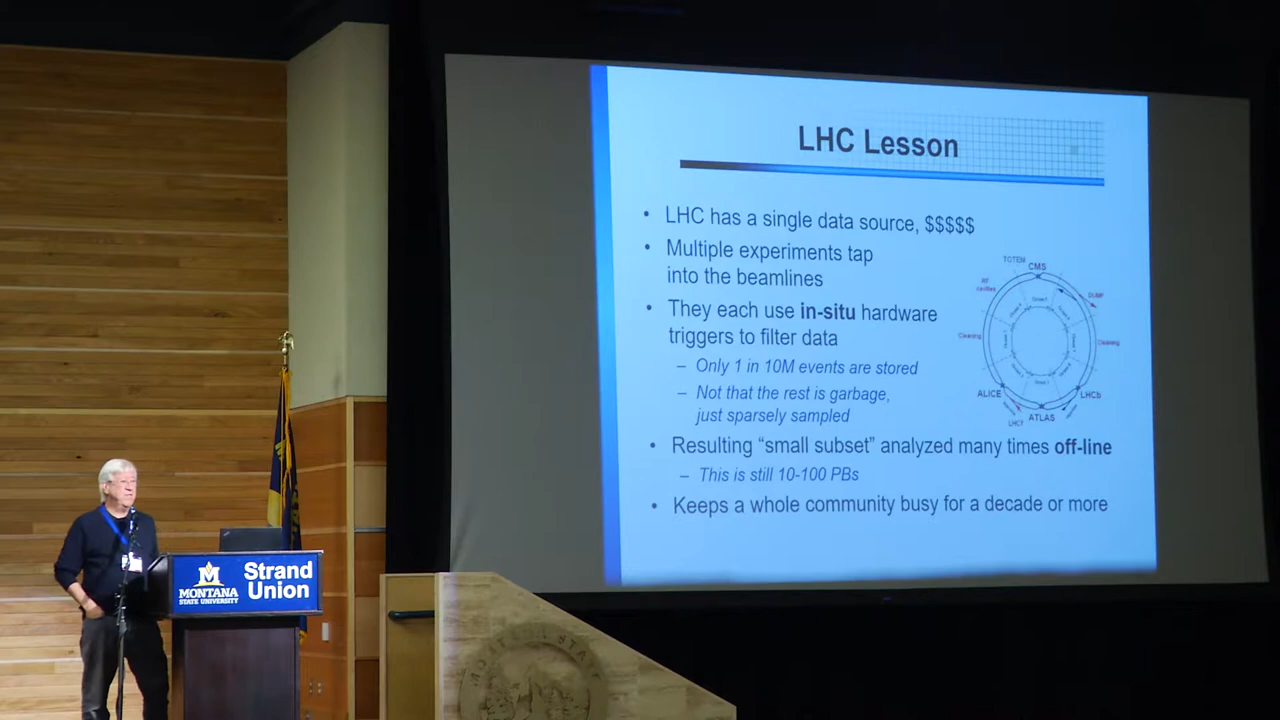 LHC Lesson
• LHC has a single data source, $$$$$
• Multiple experiments tap
into the beamlines
• They each use in-situ hardware
triggers to filter data
– Only 1 in 10M events are stored
– Not that the rest is garbage,
just sparsely sampled
• Resulting “small subset” analyzed many times off-line
– This is still 10-100 PBs
• Keeps a whole community busy for a decade or more
TOTEM
CMS
RF
cavities
DUMP
Cleaning
Cleaning
ALICE
LHCb
LHCf
ATLAS
M
MONTANA
STATE UNIVERSITY
Strand
Union